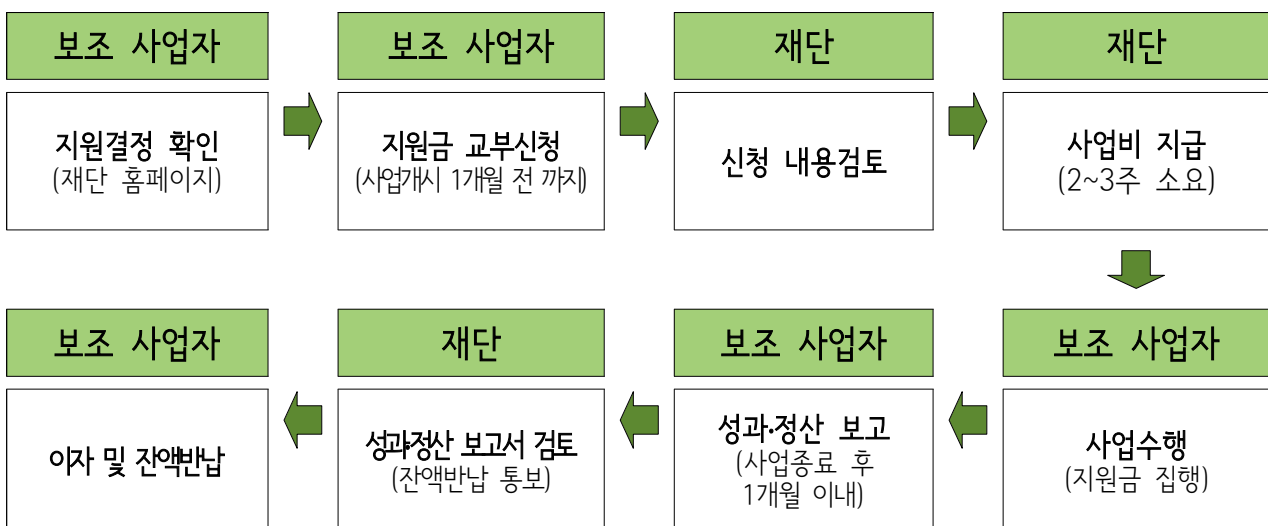 보조 사업자
지원결정 확인
(재단 홈페이지)
보조 사업자
지원금 교부신청
(사업개시 1개월 전 까지)
재단
신청 내용검토
재단
사업비 지급
(2~3주 소요)
보조 사업자
사업수행
(지원금 집행)
보조 사업자
성과·정산 보고
(사업종료 후
1개월 이내)
재단
성과·정산 보고서 검토
(잔액반납 통보)
보조 사업자
이자 및 잔액반납